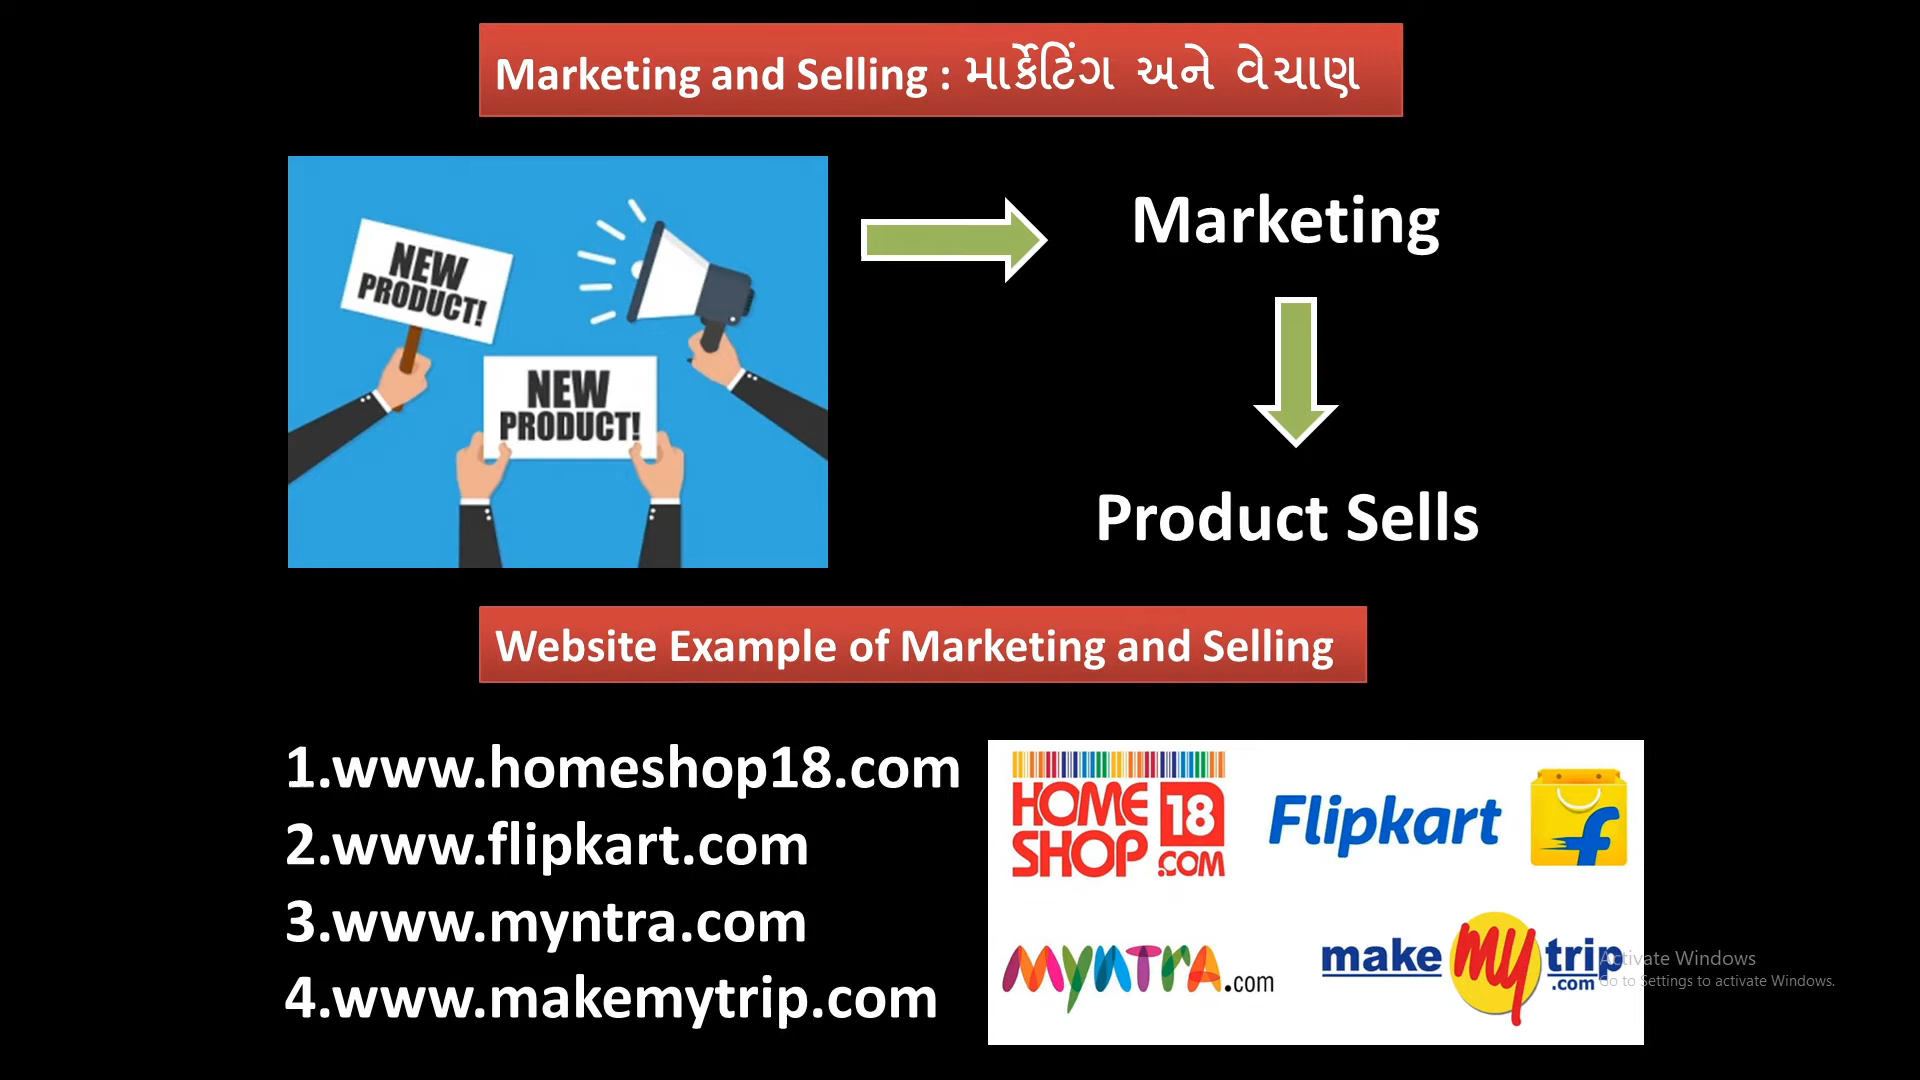 Marketing and Selling : માર્કેટિંગ અને વેચાણ
NEW
PRODUCT!
NEW
PRODUCT!
Marketing
Product Sells
Website Example of Marketing and Selling
1.www.homeshop18.com
2.www.flipkart.com
3.www.myntra.com
4.www.makemytrip.com
HOME 18
SHOP .COM
Flipkart f
MYNTRA.com
make my trip
.com
Activate Windows
Go to Settings to activate Windows.